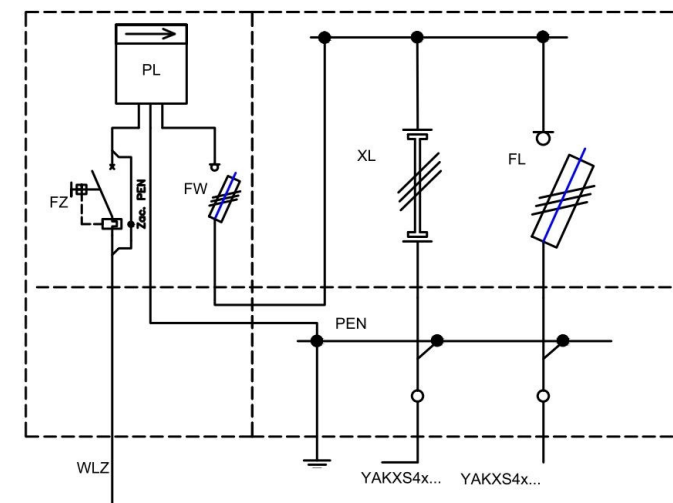 PL
XL
FL
FZ
Zac. PEN
FW
PEN
WLZ
YAKXS4x...
YAKXS4x...